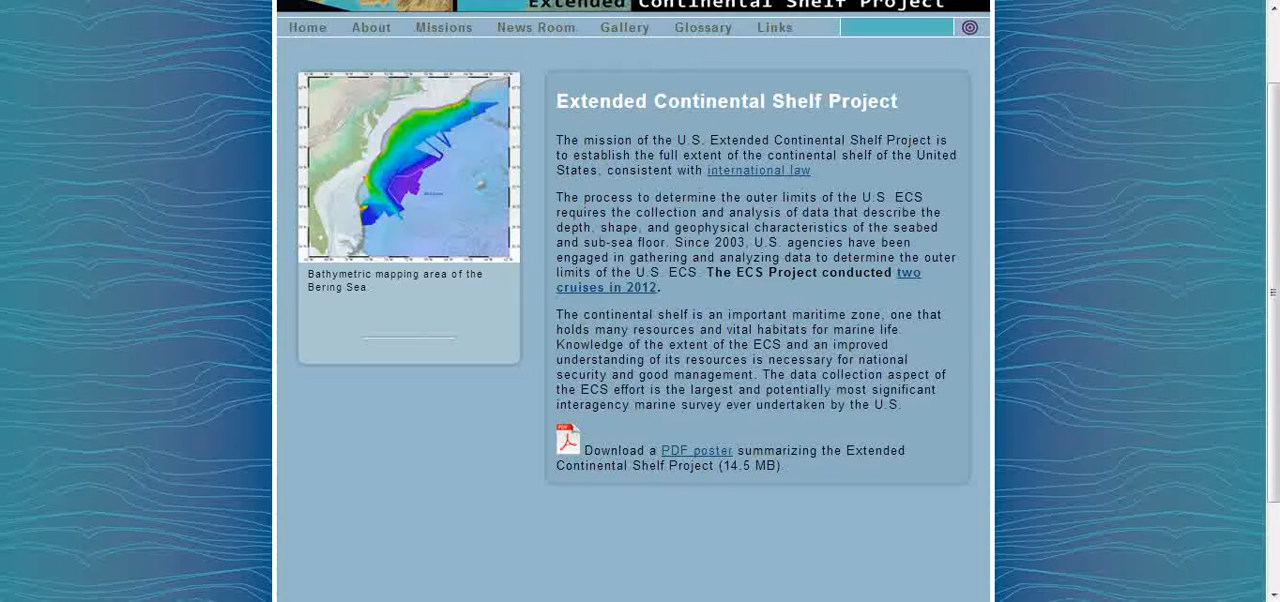 Extended Continental Shelf Project
Home About Missions News Room Gallery Glossary Links
Extended Continental Shelf Project
The mission of the U.S. Extended Continental Shelf Project is
to establish the full extent of the continental shelf of the United
States, consistent with international law
The process to determine the outer limits of the U.S. ECS
requires the collection and analysis of data that describe the
depth, shape, and geophysical characteristics of the seabed
and sub-sea floor. Since 2003, U.S. agencies have been
engaged in gathering and analyzing data to determine the outer
limits of the U.S. ECS. The ECS Project conducted two
cruises in 2012.
The continental shelf is an important maritime zone, one that
holds many resources and vital habitats for marine life.
Knowledge of the extent of the ECS and an improved
understanding of its resources is necessary for national
security and good management. The data collection aspect of
the ECS effort is the largest and potentially most significant
interagency marine survey ever undertaken by the U.S.
PDF
Download a PDF poster summarizing the Extended
Continental Shelf Project (14.5 MB)
Bathymetric mapping area of the
Bering Sea.